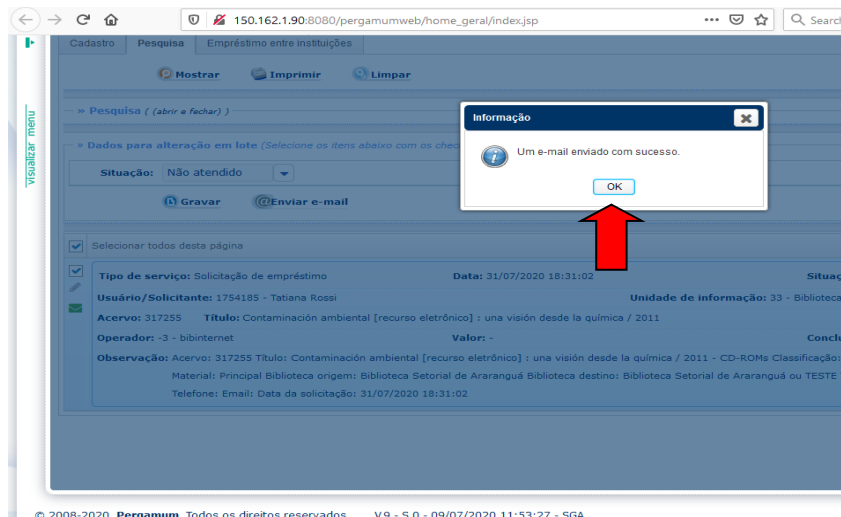 150.162.1.90:8080/pergamumweb/home_geral/index.jsp
Search
Cadastro Pesquisa Empréstimo entre instituições
Mostrar Imprimir Limpar
visualizar menu
» Pesquisa ( (abrir e fechar) )
Informação
Um e-mail enviado com sucesso.
OK
» Dados para alteração em lote (Selecione os itens abaixo com os chec
Situação: Não atendido
Gravar @Enviar e-mail
Selecionar todos desta página
Tipo de serviço: Solicitação de empréstimo Data: 31/07/2020 18:31:02 Situaç
Usuário/Solicitante: 1754185 - Tatiana Rossi Unidade de informação: 33 - Biblioteca
Acervo: 317255 Título: Contaminación ambiental [recurso eletrônico] : una visión desde la química / 2011
Operador: -3 - bibinternet Valor: - Conclu
Observação: Acervo: 317255 Título: Contaminación ambiental [recurso eletrônico] : una visión desde la química / 2011 - CD-ROMs Classificação:
Material: Principal Biblioteca origem: Biblioteca Setorial de Araranguá Biblioteca destino: Biblioteca Setorial de Araranguá ou TESTE
Telefone: Email: Data da solicitação: 31/07/2020 18:31:02
© 2008-2020 Pergamum. Todos os direitos reservados. V.9 - S.0 - 09/07/2020 11:53:27 - SGA